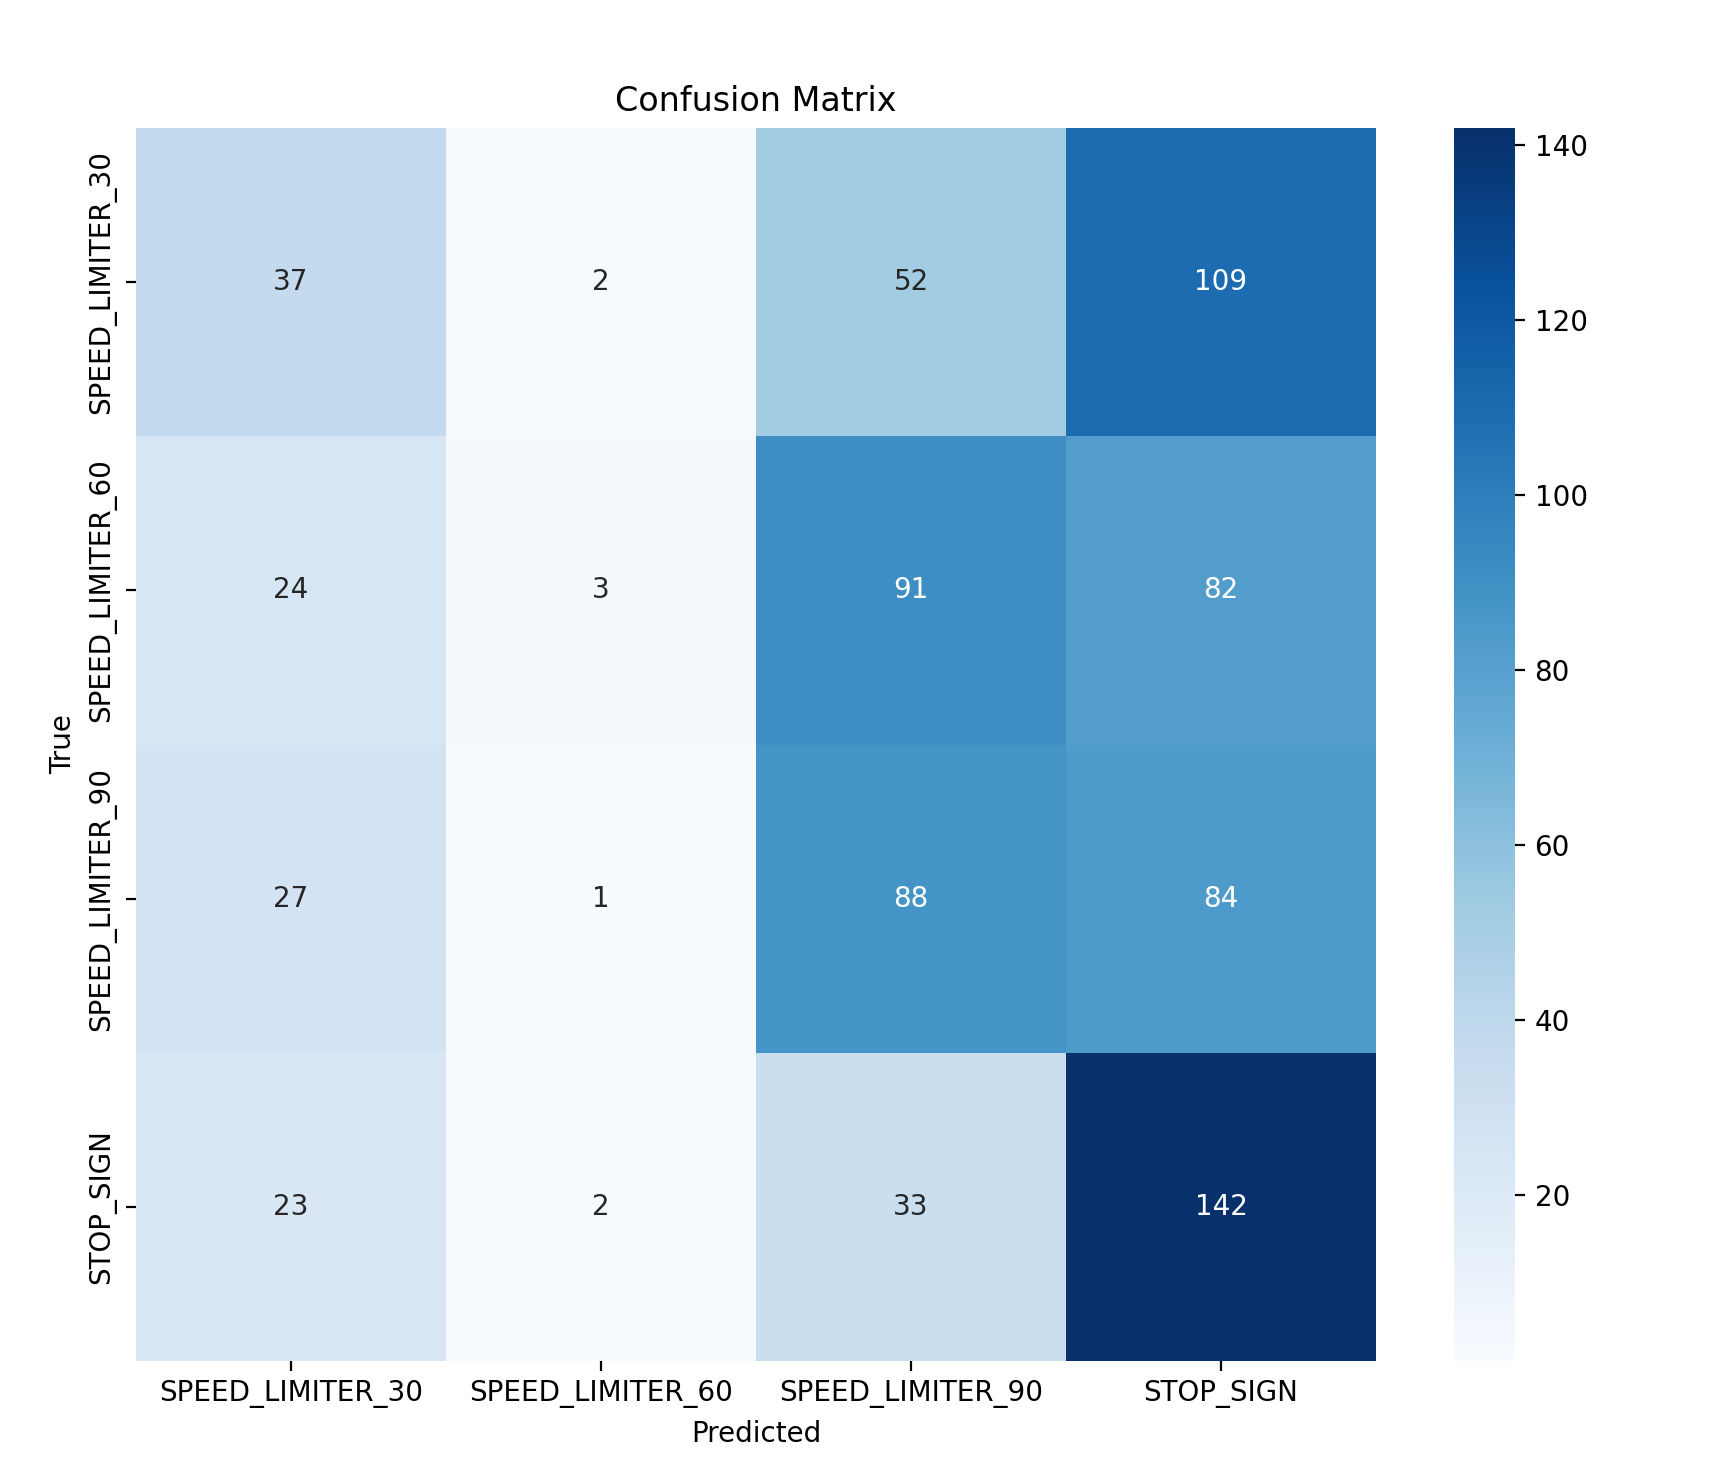 Confusion Matrix
SPEED_LIMITER_30
37 2 52 109
SPEED_LIMITER_60
24 3 91 82
SPEED_LIMITER_90
27 1 88 84
STOP_SIGN
23 2 33 142
True
SPEED_LIMITER_30 SPEED_LIMITER_60 SPEED_LIMITER_90 STOP_SIGN
Predicted
140
120
100
80
60
40
20